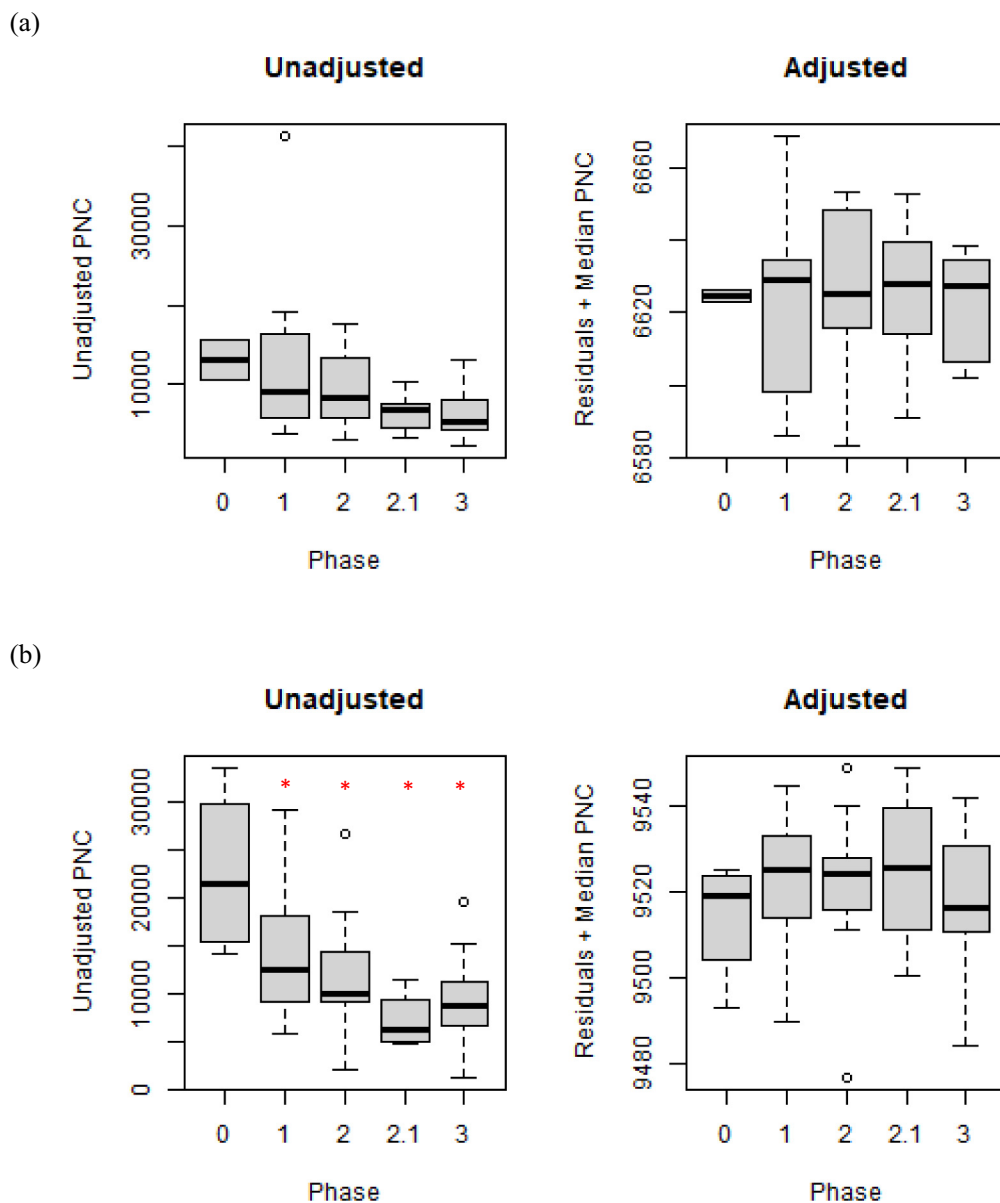 (a)
Unadjusted
Adjusted
Unadjusted PNC
10000
30000
0
1
2
2.1
3
Phase
Residuals + Median PNC
6580
6620
6660
0
1
2
2.1
3
Phase
(b)
Unadjusted
Adjusted
Unadjusted PNC
0
10000
20000
30000
* * * *
0
1
2
2.1
3
Phase
Residuals + Median PNC
9480
9500
9520
9540
0
1
2
2.1
3
Phase